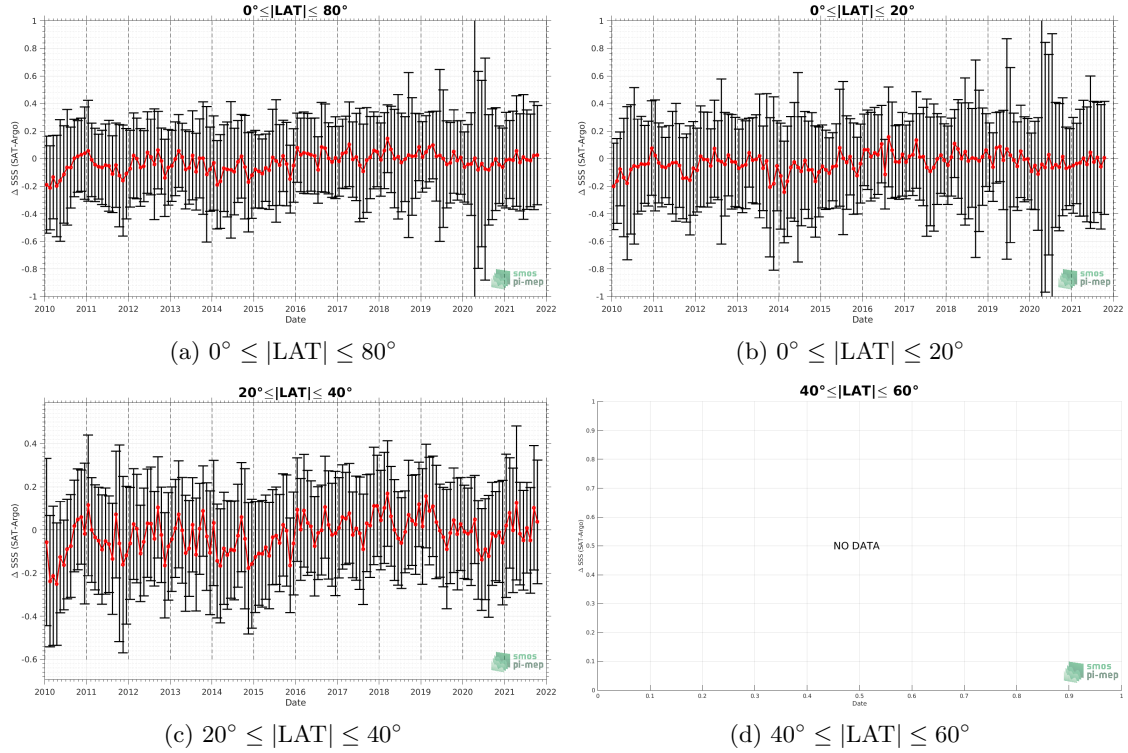 0°≤|LAT|≤ 80°
Δ SSS (SAT-Argo)
1
0.8
0.6
0.4
0.2
0
-0.2
-0.4
-0.6
-0.8
-1
2010 2011 2012 2013 2014 2015 2016 2017 2018 2019 2020 2021 2022
Date
smos
pi-mep
(a) 0° ≤ |LAT| ≤ 80°
0°≤|LAT|≤ 20°
Δ SSS (SAT-Argo)
1
0.8
0.6
0.4
0.2
0
-0.2
-0.4
-0.6
-0.8
-1
2010 2011 2012 2013 2014 2015 2016 2017 2018 2019 2020 2021 2022
Date
smos
pi-mep
(b) 0° ≤ |LAT| ≤ 20°
20°≤|LAT|≤ 40°
Δ SSS (SAT-Argo)
0.4
0.2
0
-0.2
-0.4
-0.6
2010 2011 2012 2013 2014 2015 2016 2017 2018 2019 2020 2021 2022
Date
smos
pi-mep
(c) 20° ≤ |LAT| ≤ 40°
40°≤|LAT|≤ 60°
Δ SSS (SAT-Argo)
1
0.9
0.8
0.7
0.6
0.5
0.4
0.3
0.2
0.1
0
NO DATA
0 0.1 0.2 0.3 0.4 0.5 0.6 0.7 0.8 0.9 1
Date
smos
pi-mep
(d) 40° ≤ |LAT| ≤ 60°